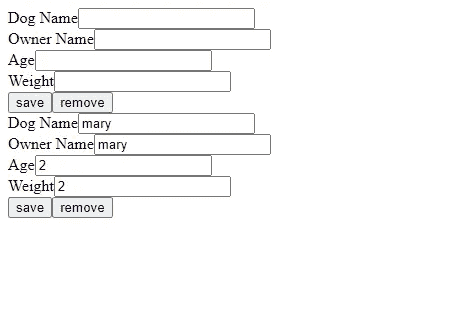 Dog Name
Owner Name
Age
Weight
save remove
Dog Name mary
Owner Name mary
Age 2
Weight 2
save remove